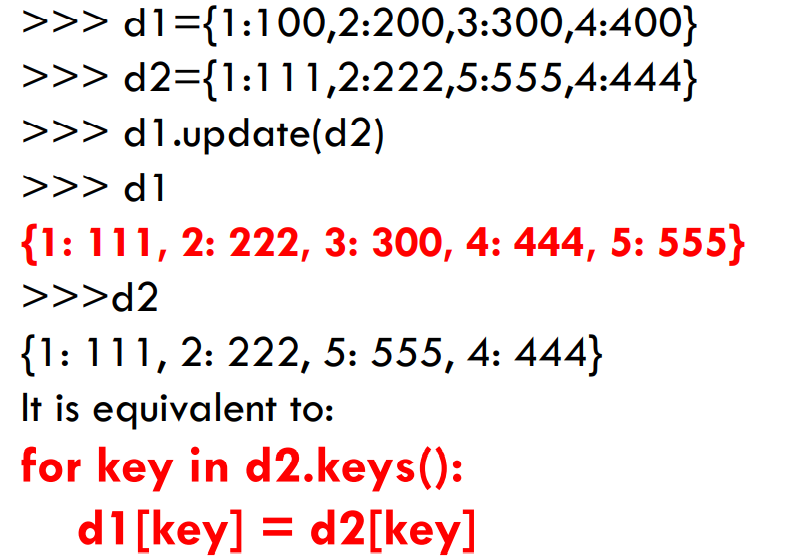 >>> d1={1:100,2:200,3:300,4:400}
>>> d2={1:111,2:222,5:555,4:444}
>>> d1.update(d2)
>>> d1
{1: 111, 2: 222, 3: 300, 4: 444, 5: 555}
>>>d2
{1: 111, 2: 222, 5: 555, 4: 444}
It is equivalent to:
for key in d2.keys():
    d1[key] = d2[key]